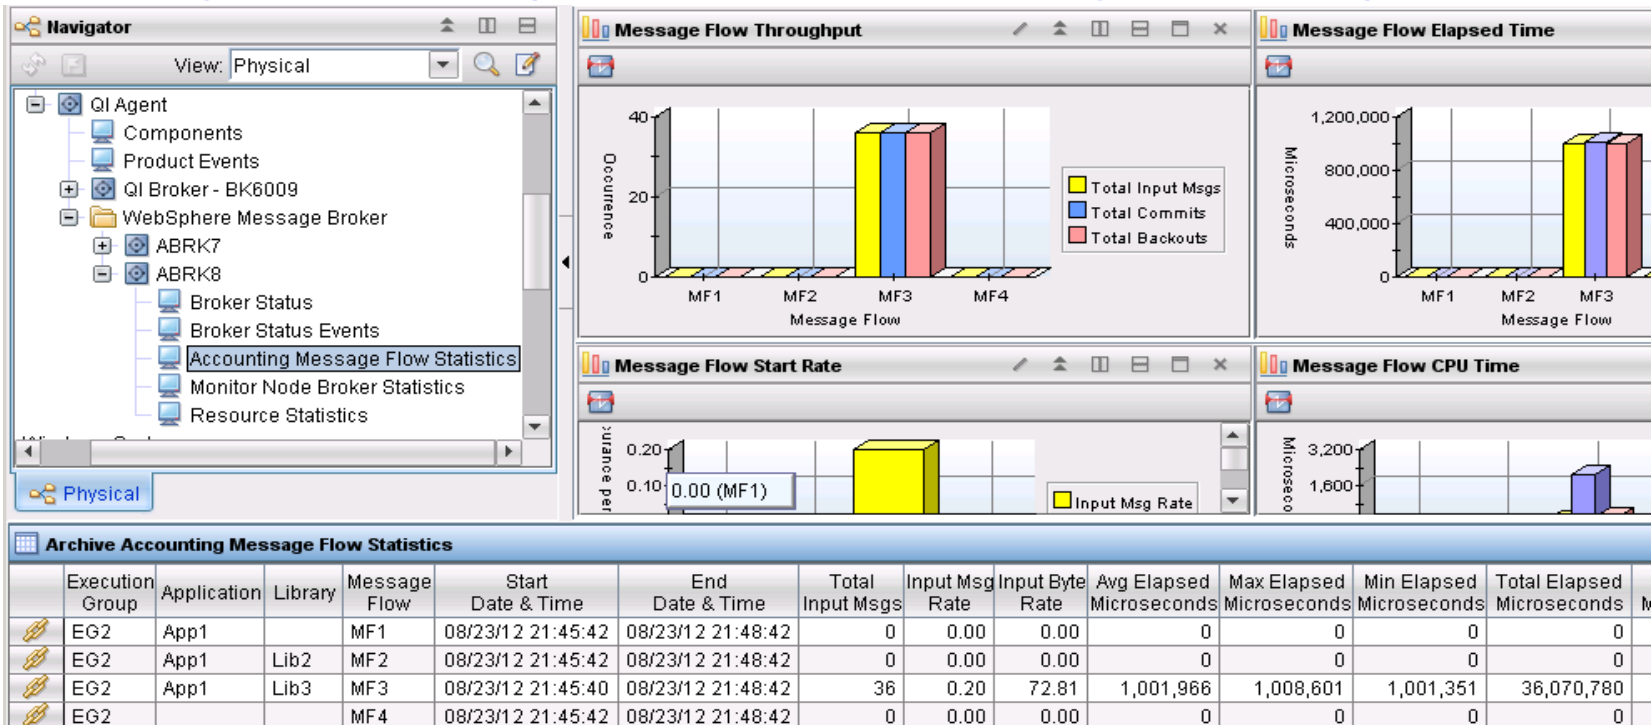 Navigator
View: Physical
QI Agent
Components
Product Events
QI Broker - BK6009
WebSphere Message Broker
ABRK7
ABRK8
Broker Status
Broker Status Events
Accounting Message Flow Statistics
Monitor Node Broker Statistics
Resource Statistics
Physical
Message Flow Throughput
Occurrence
40
20
0
MF1 MF2 MF3 MF4
Message Flow
Total Input Msgs
Total Commits
Total Backouts
Message Flow Elapsed Time
Microseconds
1,200,000
800,000
400,000
0
MF1 MF2 MF3
Message Flow
Message Flow Start Rate
per
0.20
0.10
0.00 (MF1)
Input Msg Rate
Message Flow CPU Time
3,200
1,600
Archive Accounting Message Flow Statistics
Execution Group Application Library Message Flow Start Date & Time End Date & Time Total Input Msgs Input Msg Rate Input Byte Rate Avg Elapsed Microseconds Max Elapsed Microseconds Min Elapsed Microseconds Total Elapsed Microseconds
EG2 App1 MF1 08/23/12 21:45:42 08/23/12 21:48:42 0 0.00 0.00 0 0 0 0
EG2 App1 Lib2 MF2 08/23/12 21:45:42 08/23/12 21:48:42 0 0.00 0.00 0 0 0 0
EG2 App1 Lib3 MF3 08/23/12 21:45:40 08/23/12 21:48:42 36 0.20 72.81 1,001,966 1,008,601 1,001,351 36,070,780
EG2 MF4 08/23/12 21:45:42 08/23/12 21:48:42 0 0.00 0.00 0 0 0 0